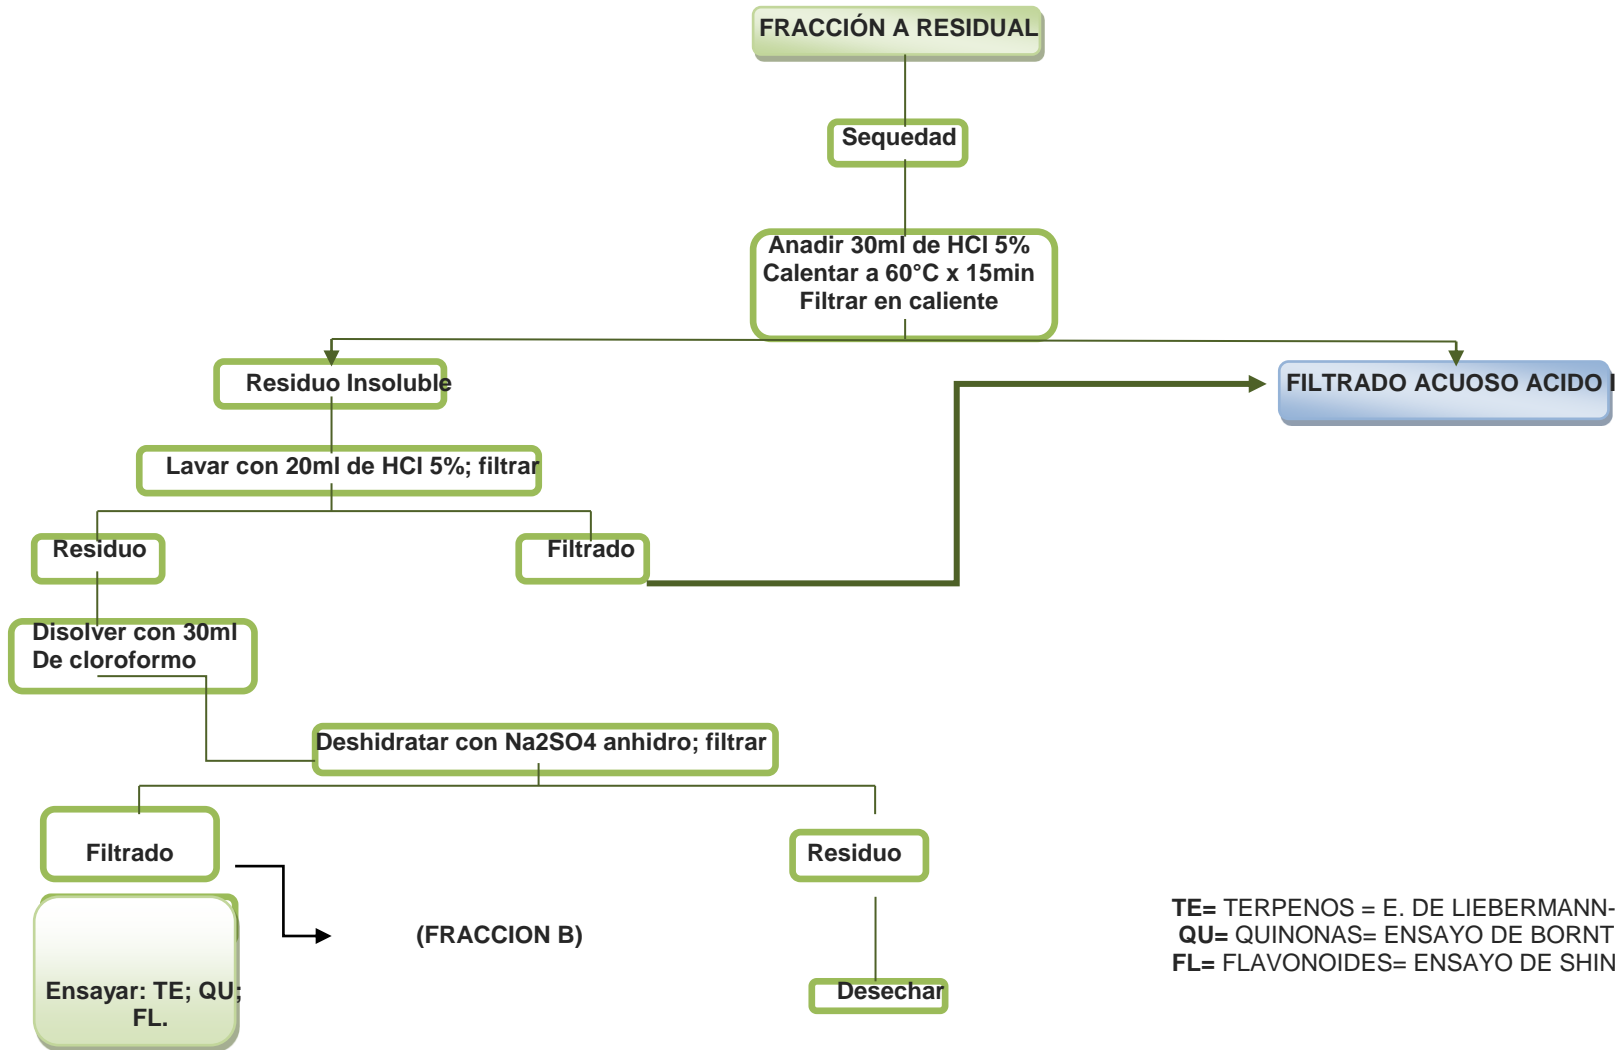 FRACCIÓN A RESIDUAL
Sequedad
Anadir 30ml de HCl 5%
Calentar a 60°C x 15min
Filtrar en caliente
Residuo Insoluble
FILTRADO ACUOSO ACIDO I
Lavar con 20ml de HCl 5%; filtrar
Residuo
Filtrado
Disolver con 30ml
De cloroformo
Deshidratar con Na2SO4 anhidro; filtrar
Filtrado
Residuo
(FRACCION B)
Ensayar: TE; QU;
FL.
Desechar
TE= TERPENOS = E. DE LIEBERMANN-
QU= QUINONAS= ENSAYO DE BORNT
FL= FLAVONOIDES= ENSAYO DE SHIN